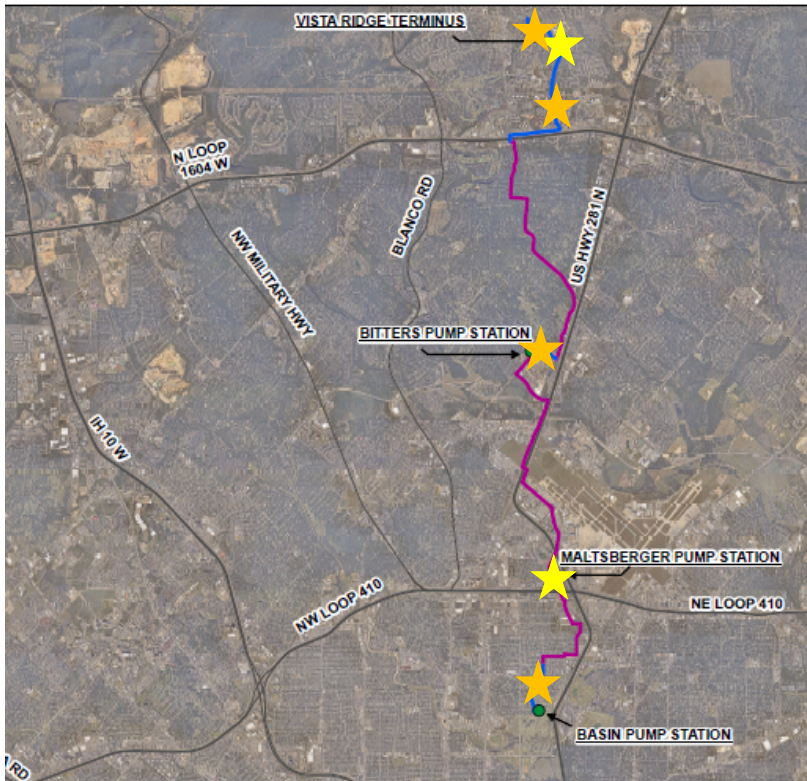 VISTA RIDGE TERMINUS
N LOOP
1604 W
BLANCO RD
US HWY 281 N
NW MILITARY HWY
BITTERS PUMP STATION
IH 10 W
MALTSBERGER PUMP STATION
NW LOOP 410
NE LOOP 410
BASIN PUMP STATION
RD